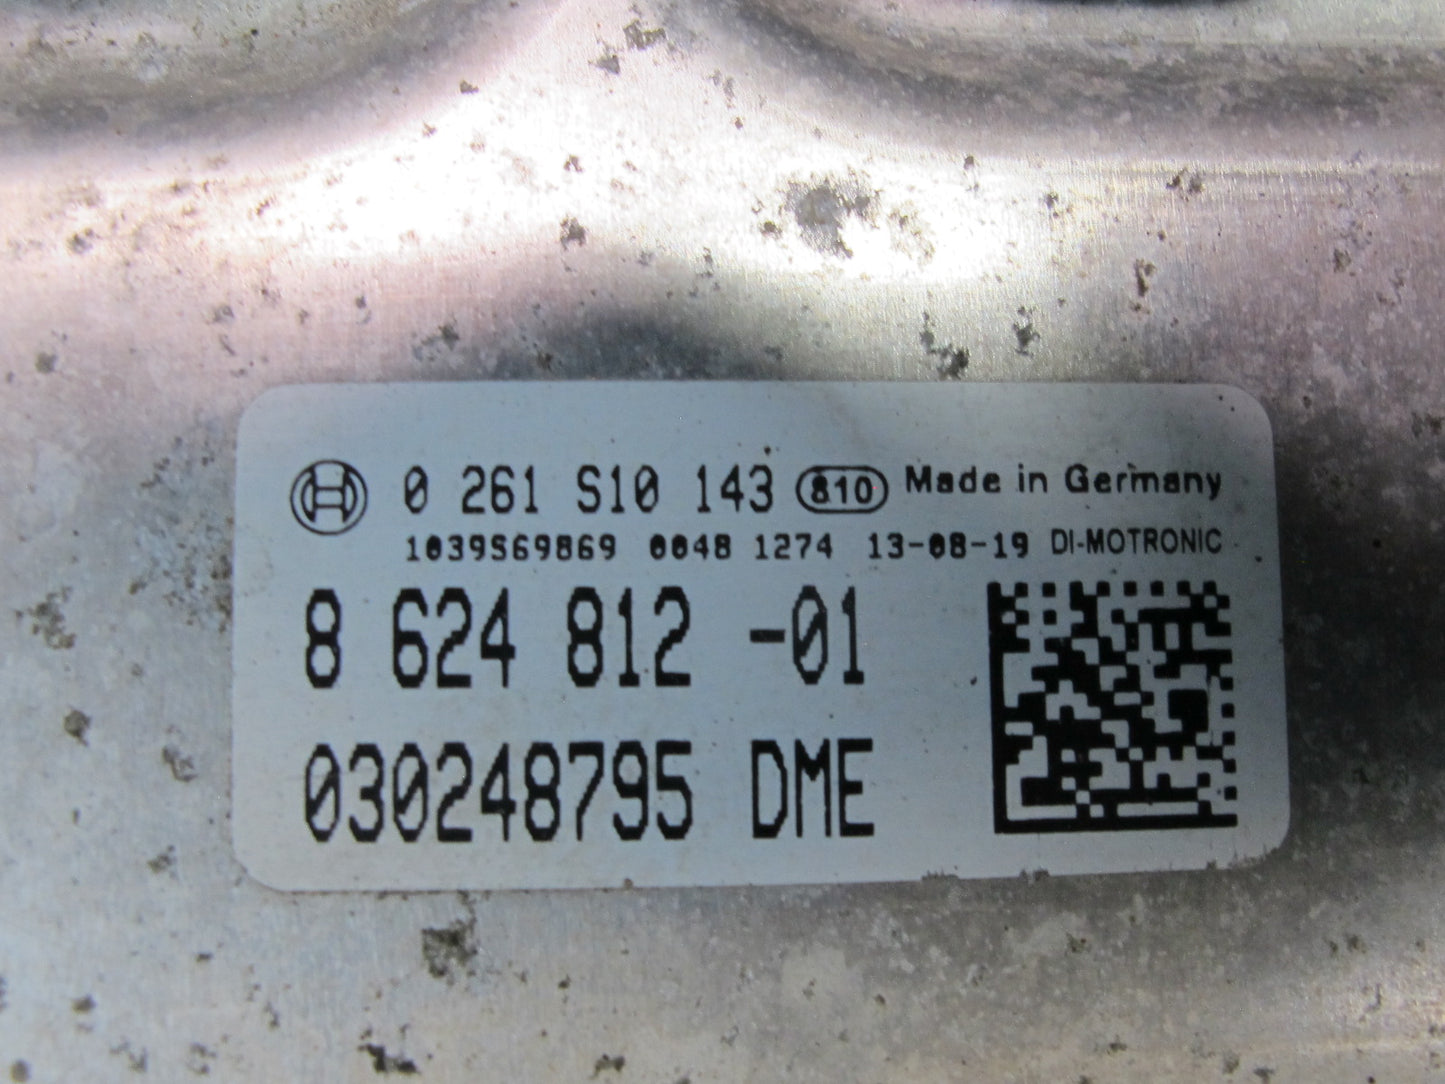 0 261 S10 143 810 Made in Germany
1039S69869 0048 1274 13-08-19 DI-MOTRONIC
8 624 812 -01
030248795 DME